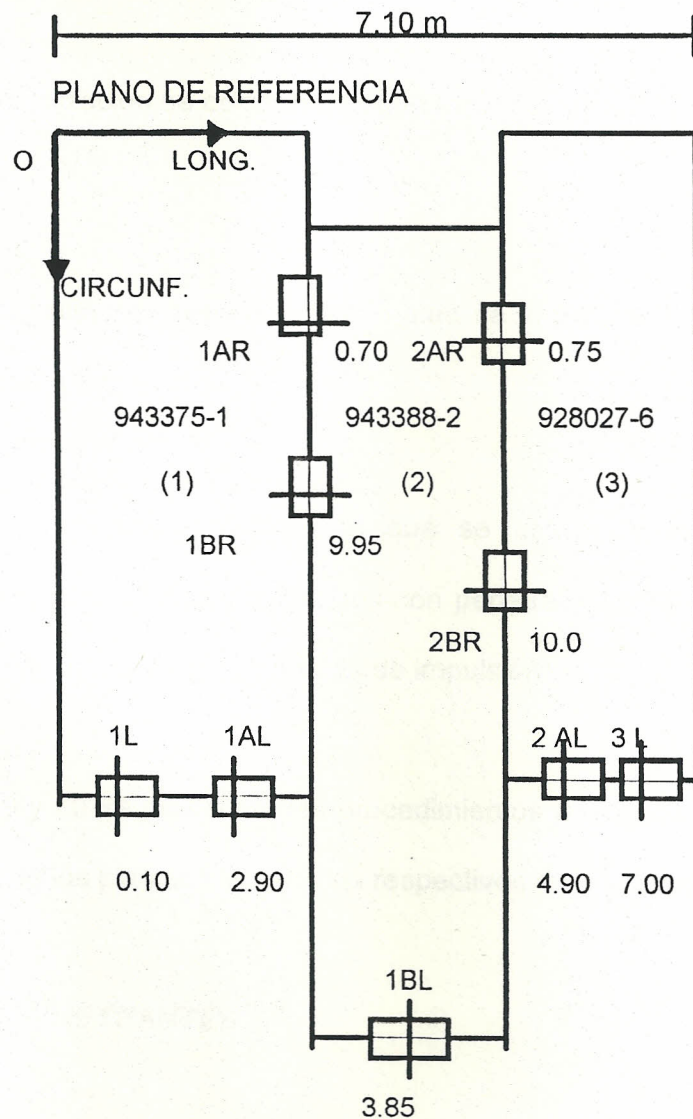 7.10 m
PLANO DE REFERENCIA
O LONG.
CIRCUNF.
1AR 0.70 2AR 0.75
943375-1 943388-2 928027-6
(1) (2) (3)
1BR 9.95
2BR 10.0
1L 1AL 2 AL 3 L
0.10 2.90 4.90 7.00
1BL
3.85